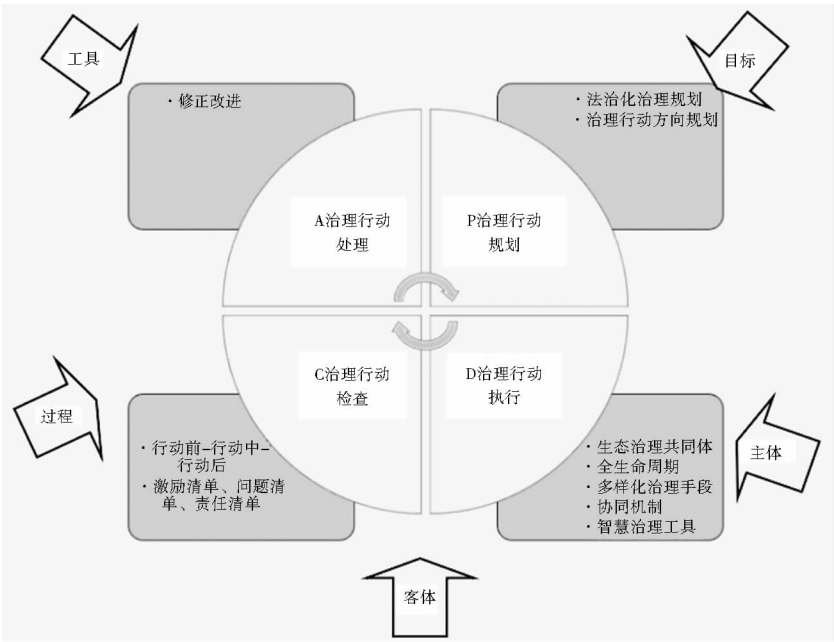 工具
目标
·修正改进
·法治化治理规划
·治理行动方向规划
A治理行动
处理
P治理行动
规划
C治理行动
检查
D治理行动
执行
过程
·行动前-行动中-
行动后
·激励清单、问题清
单、责任清单
·生态治理共同体
·全生命周期
·多样化治理手段
·协同机制
·智慧治理工具
主体
客体